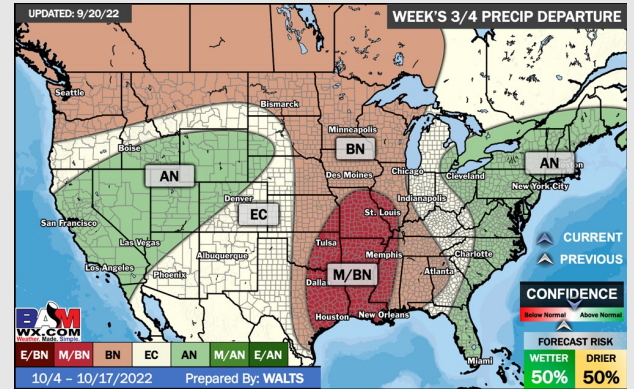 UPDATED: 9/20/22
WEEK'S 3/4 PRECIP DEPARTURE
Seattle
Bismarck
Minneapolis
BN
Boise
AN
Des Moines
Chicago
Cleveland
AN
New York City
Denver
EC
Indianapolis
St. Louis
San Francisco
Las Vegas
Tulsa
Memphis
Charlotte
Los Angeles
Albuquerque
Phoenix
Dalla
M/BN
Atlanta
Houston
New Orleans
Miami
CURRENT
PREVIOUS
CONFIDENCE
Below Normal
Above Normal
FORECAST RISK
WETTER
DRIER
50%
50%
BAM
WX.COM
Weather. Made. Simple.
E/BN M/BN BN EC AN M/AN E/AN
10/4 – 10/17/2022 Prepared By: WALTS